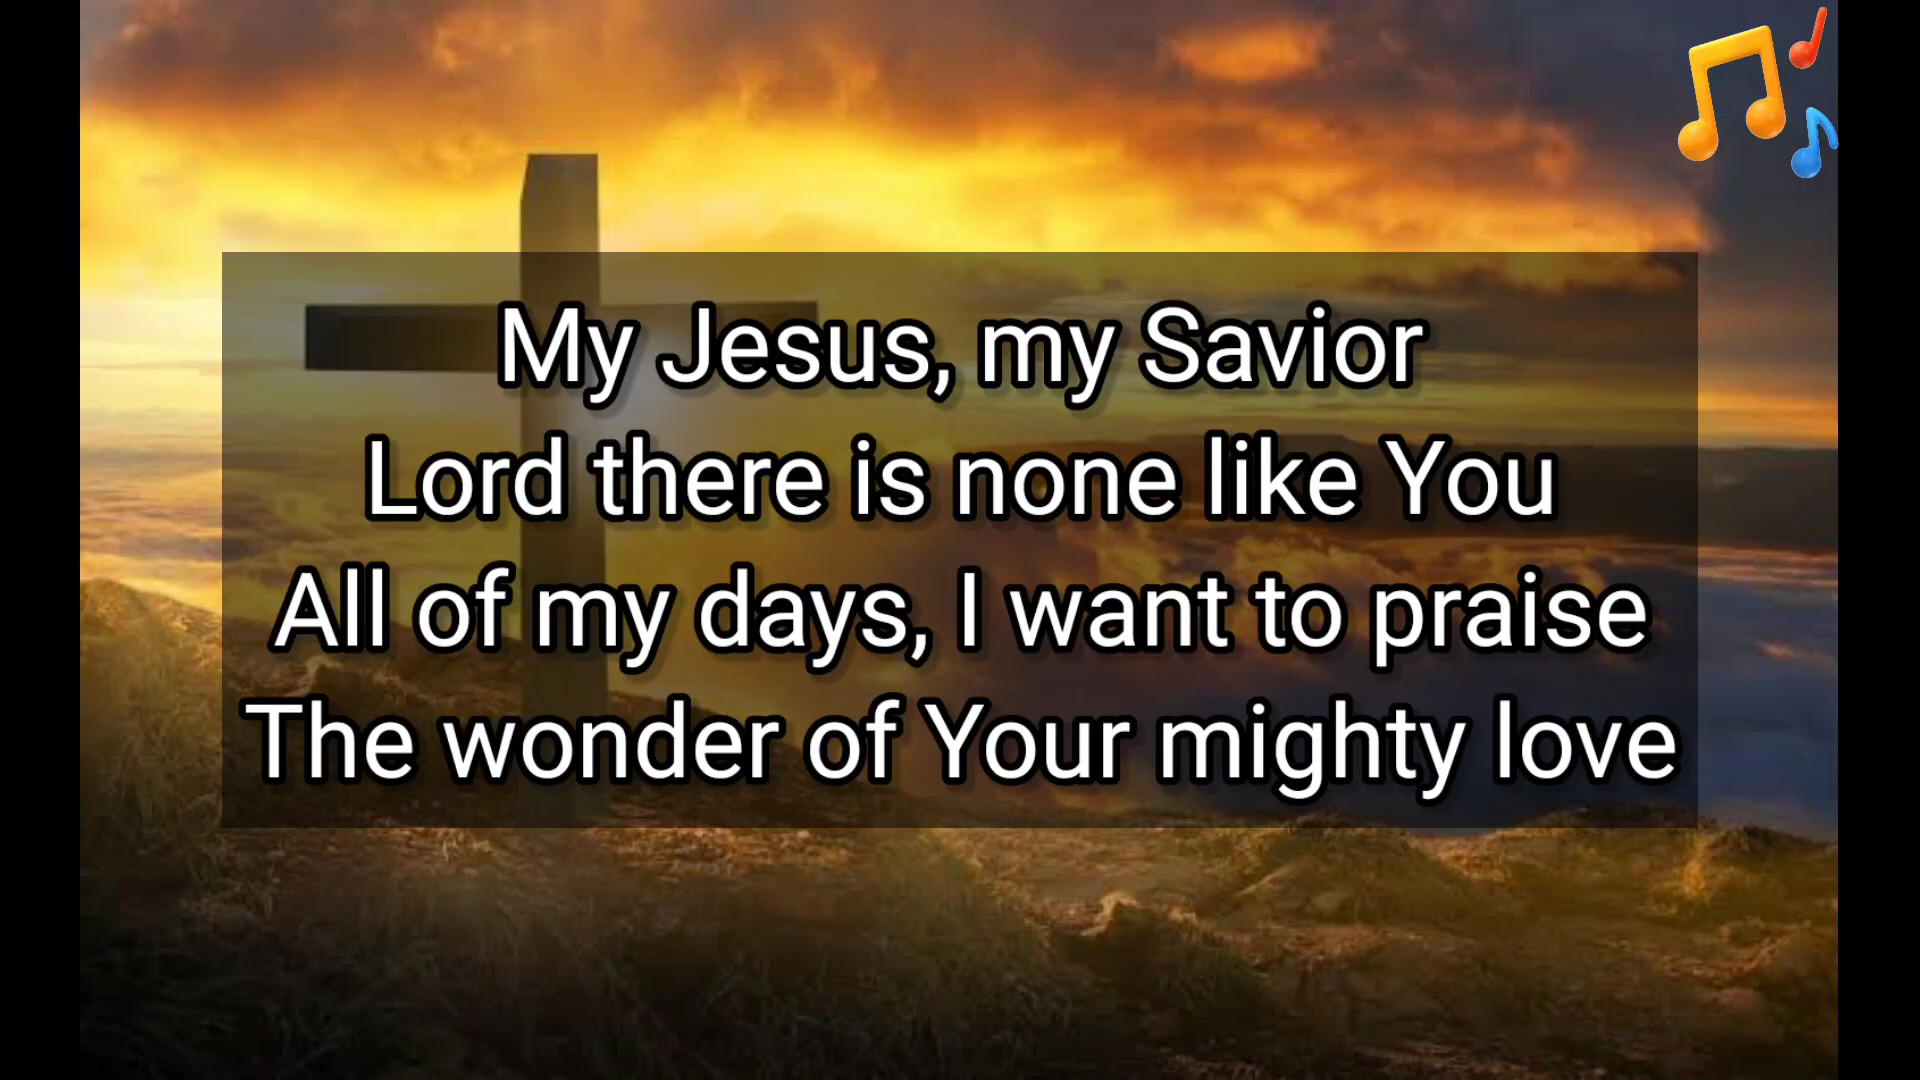 My Jesus, my Savior
Lord there is none like You
All of my days, I want to praise
The wonder of Your mighty love